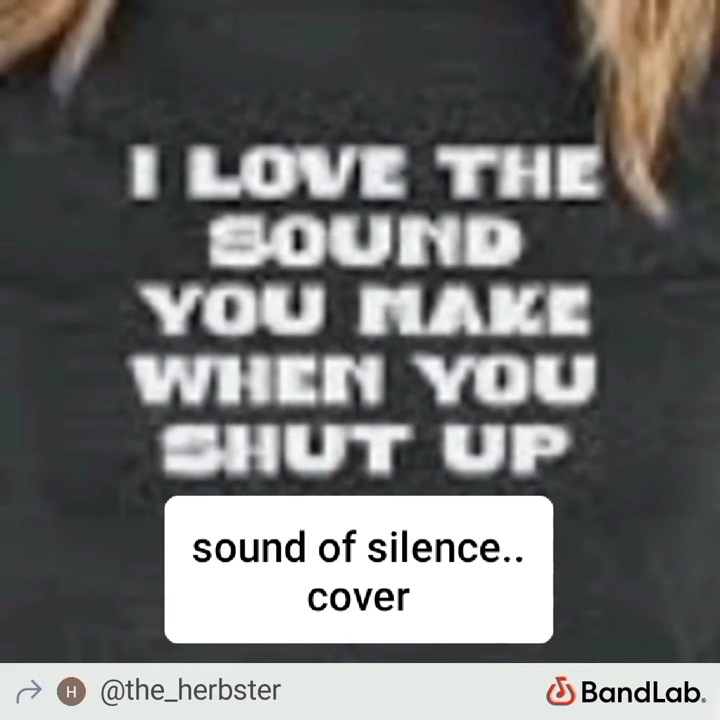 I LOVE THE
SOUND
YOU MAKE
WHEN YOU
SHUT UP
sound of silence..
cover
H @the_herbster BandLab.